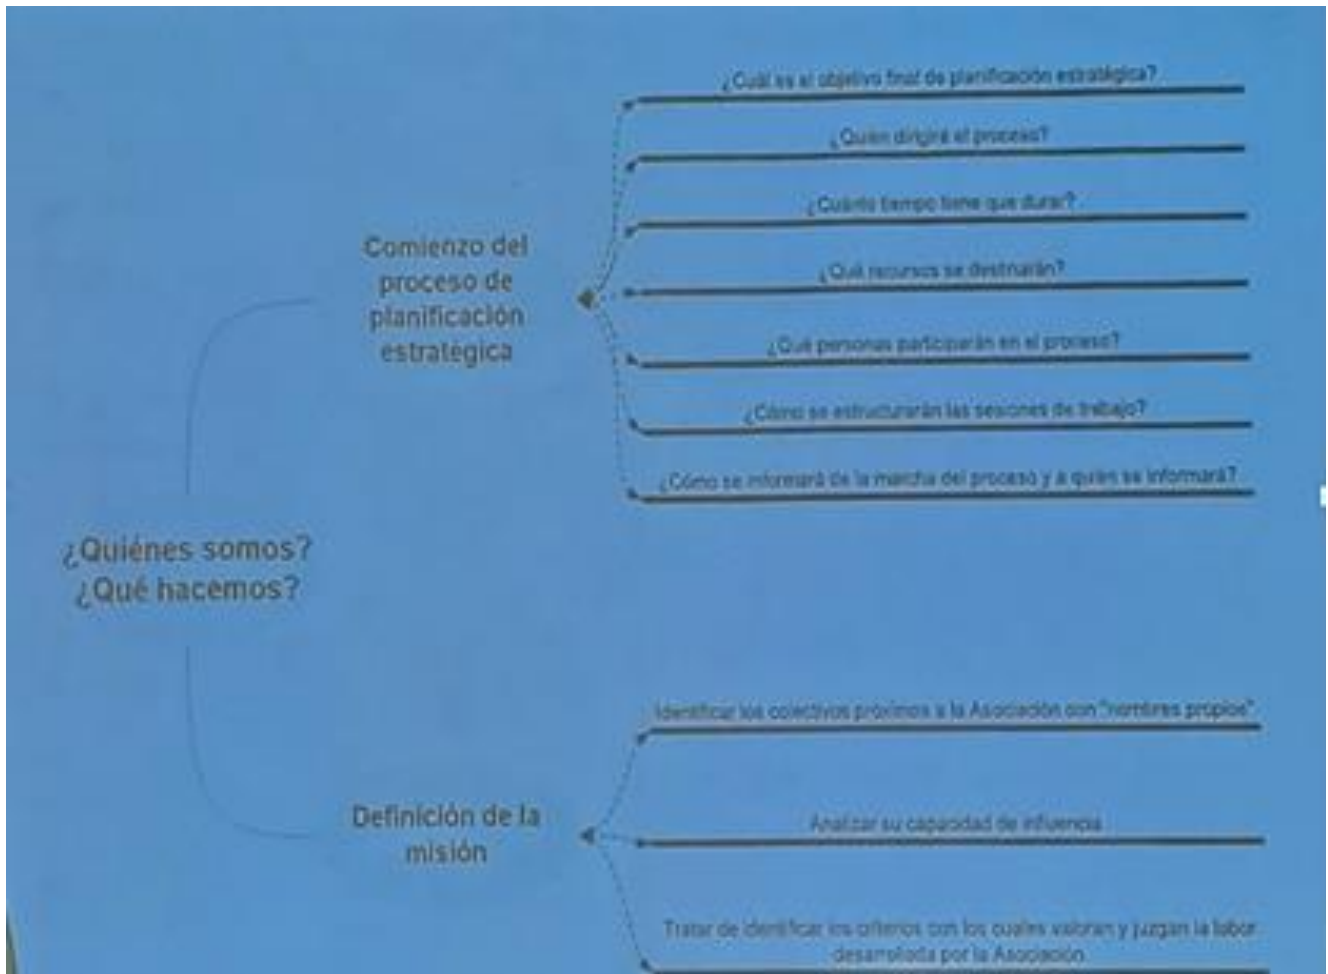 ¿Cuál es el objetivo final de planificación estratégica?
¿Quién dirigirá el proceso?
¿Cuánto tiempo tiene que durar?
¿Qué recursos se destinarán?
¿Qué personas participarán en el proceso?
¿Cómo se estructurarán las sesiones de trabajo?
¿Cómo se informará de la marcha del proceso y a quién se informará?
Comienzo del
proceso de
planificación
estratégica
¿Quiénes somos?
¿Qué hacemos?
Identificar los colectivos próximos a la Asociación con "nombres propios"
Analizar su capacidad de influencia
Tratar de identificar los criterios con los cuales valoran y juzgan la labor
desarrollada por la Asociación
Definición de la
misión